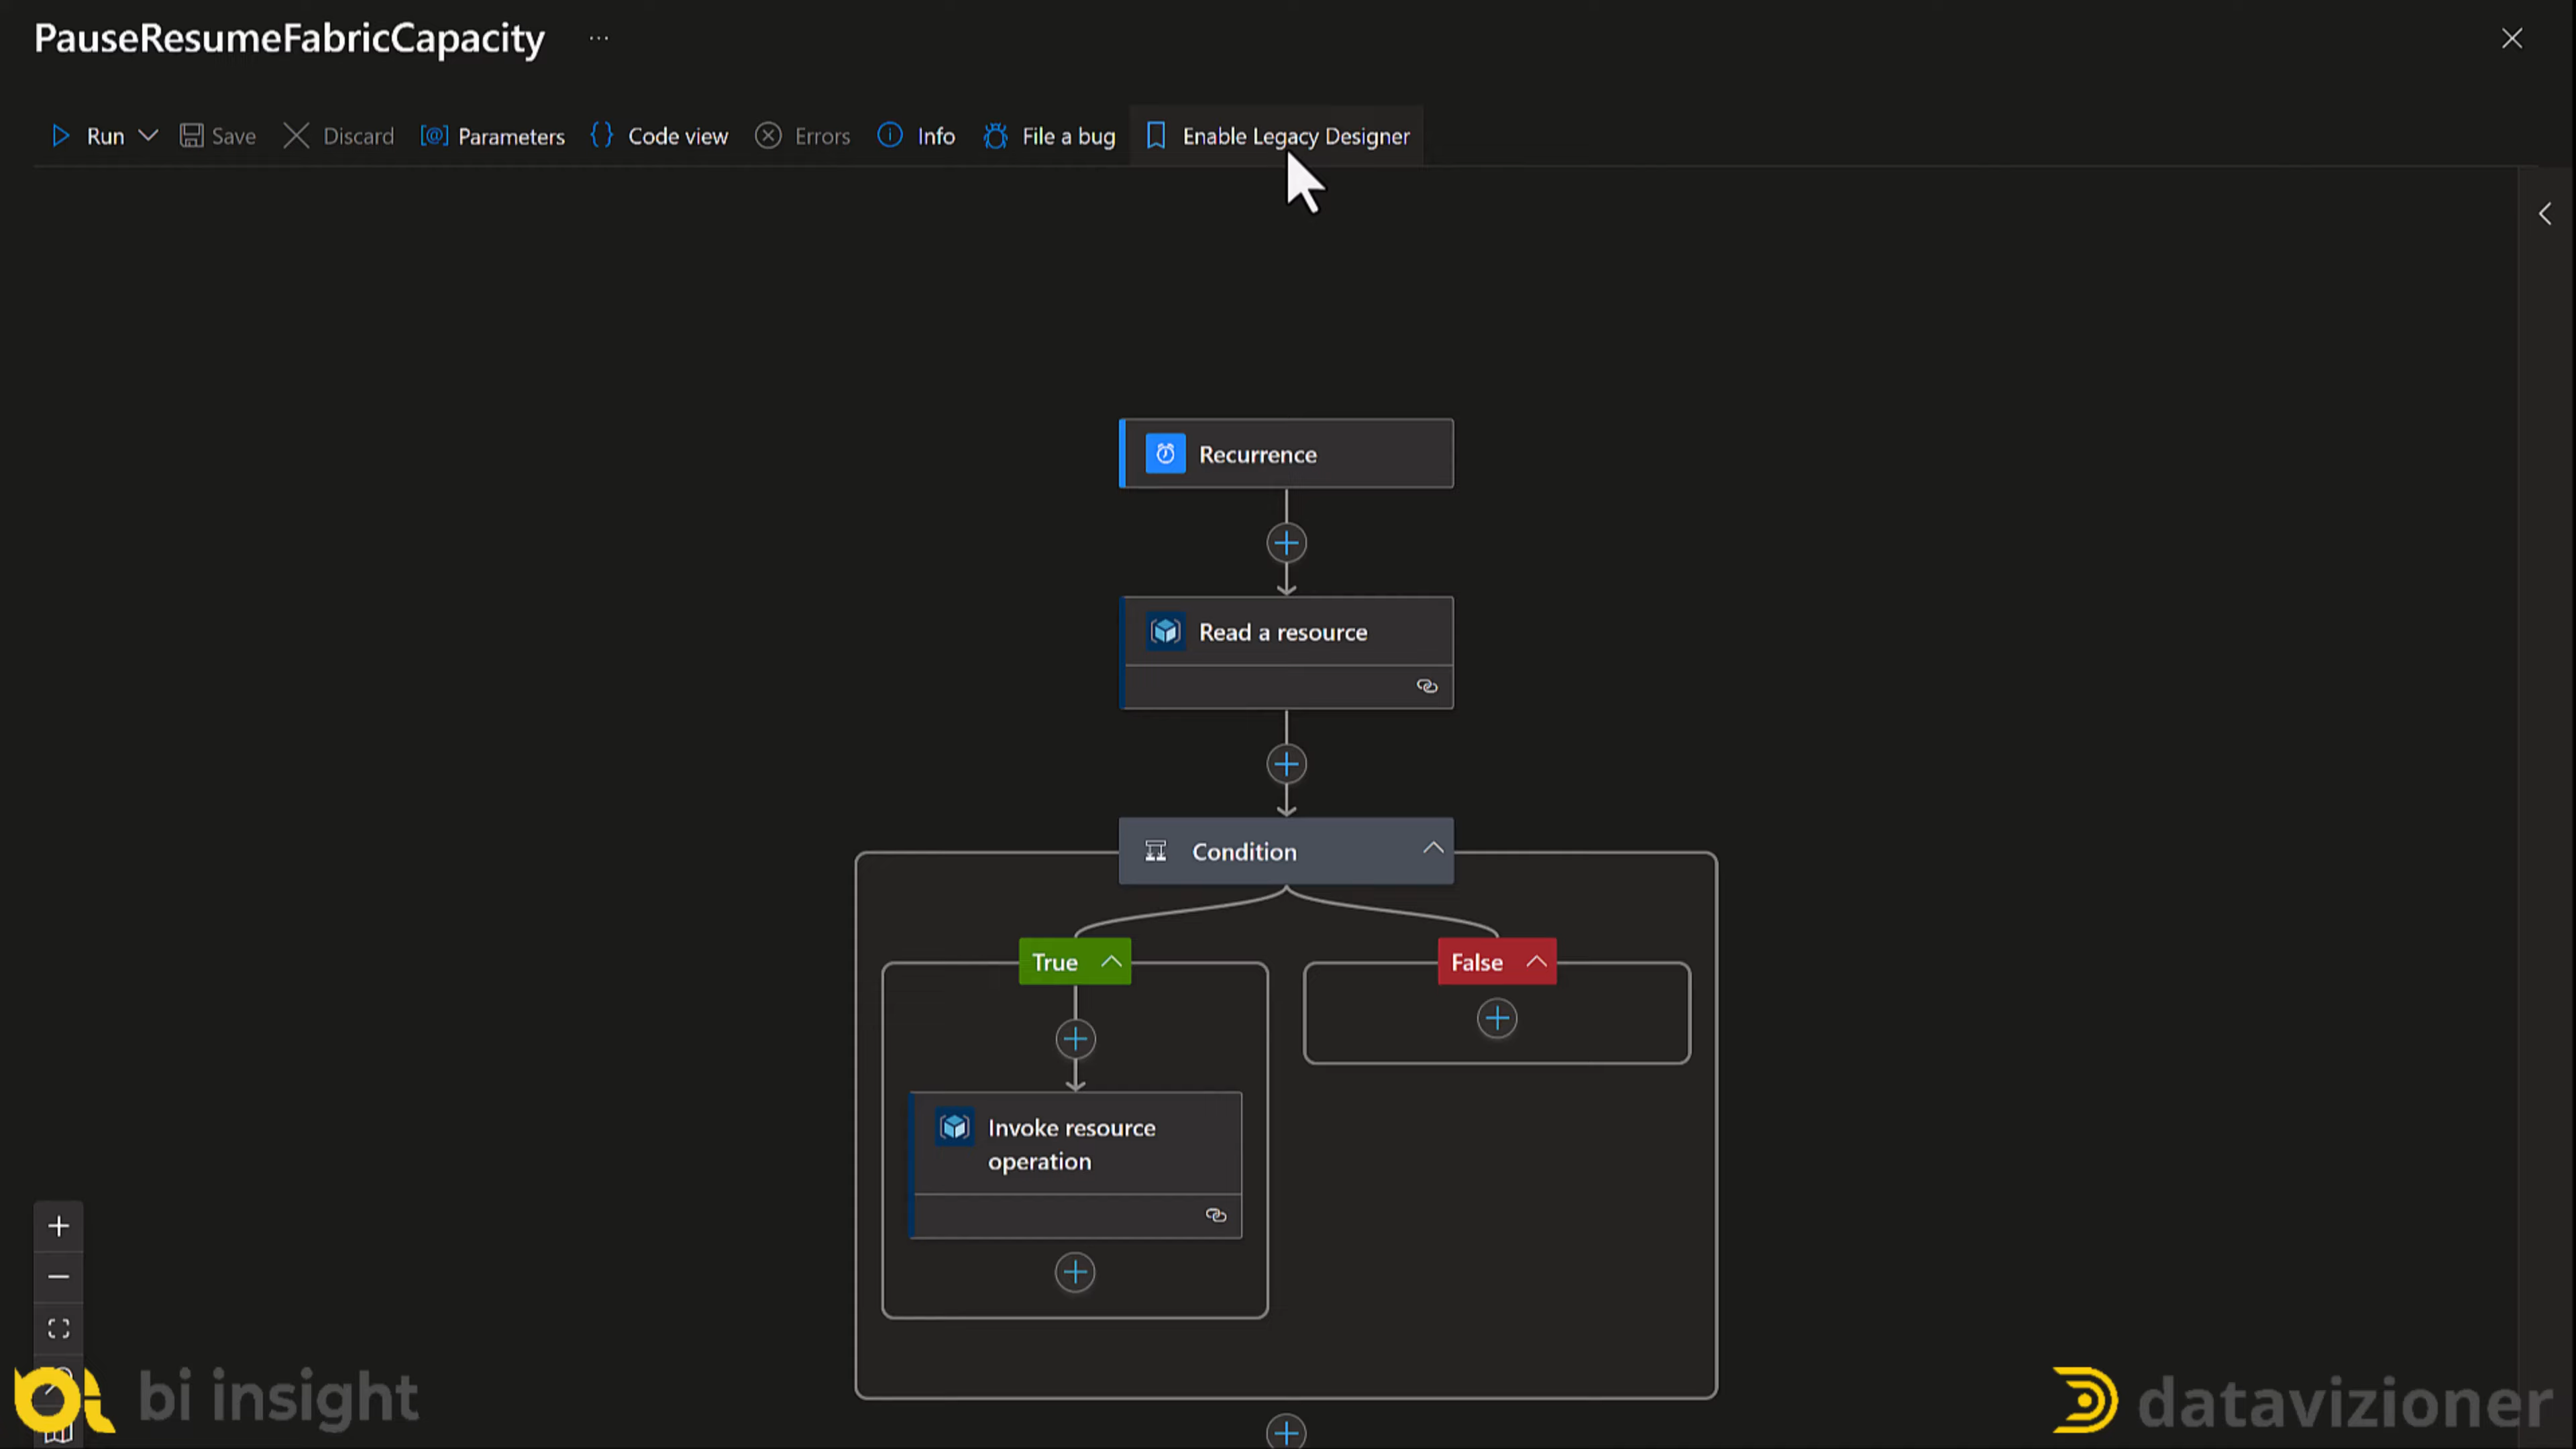 PauseResumeFabricCapacity ...
Run Save Discard [@] Parameters {} Code view Errors Info File a bug Enable Legacy Designer
Recurrence
Read a resource
Condition
True False
Invoke resource
operation
bi insight datavizioner